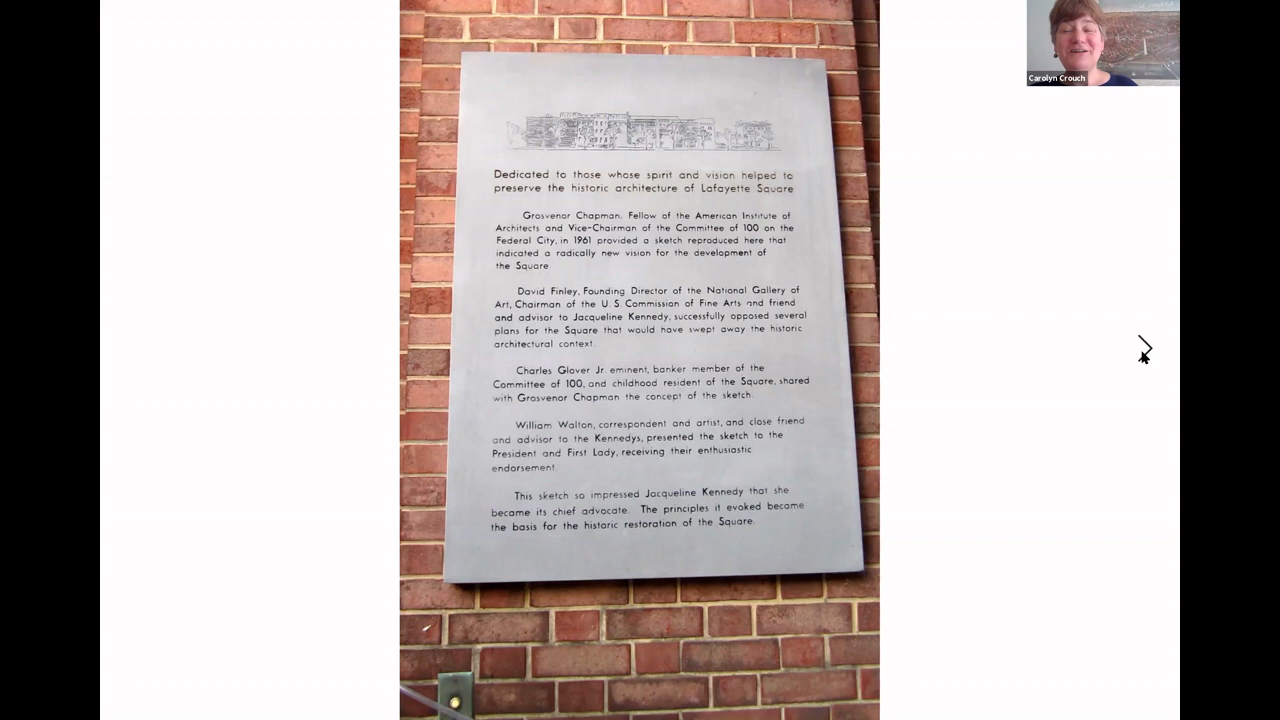 Carolyn Crouch
Dedicated to those whose spirit and vision helped to
preserve the historic architecture of Lafayette Square
Grosvenor Chapman, Fellow of the American Institute of
Architects and Vice-Chairman of the Committee of 100 on the
Federal City, in 1961 provided a sketch reproduced here that
indicated a radically new vision for the development of
the Square
David Finley, Founding Director of the National Gallery of
Art, Chairman of the U.S. Commission of Fine Arts and friend
and advisor to Jacqueline Kennedy, successfully opposed several
plans for the Square that would have swept away the historic
architectural context.
Charles Glover Jr. eminent, banker member of the
Committee of 100, and childhood resident of the Square, shared
with Grosvenor Chapman the concept of the sketch.
William Walton, correspondent and artist, and close friend
and advisor to the Kennedys, presented the sketch to the
President and First Lady, receiving their enthusiastic
endorsement.
This sketch so impressed Jacqueline Kennedy that she
became its chief advocate. The principles it evoked became
the basis for the historic restoration of the Square.